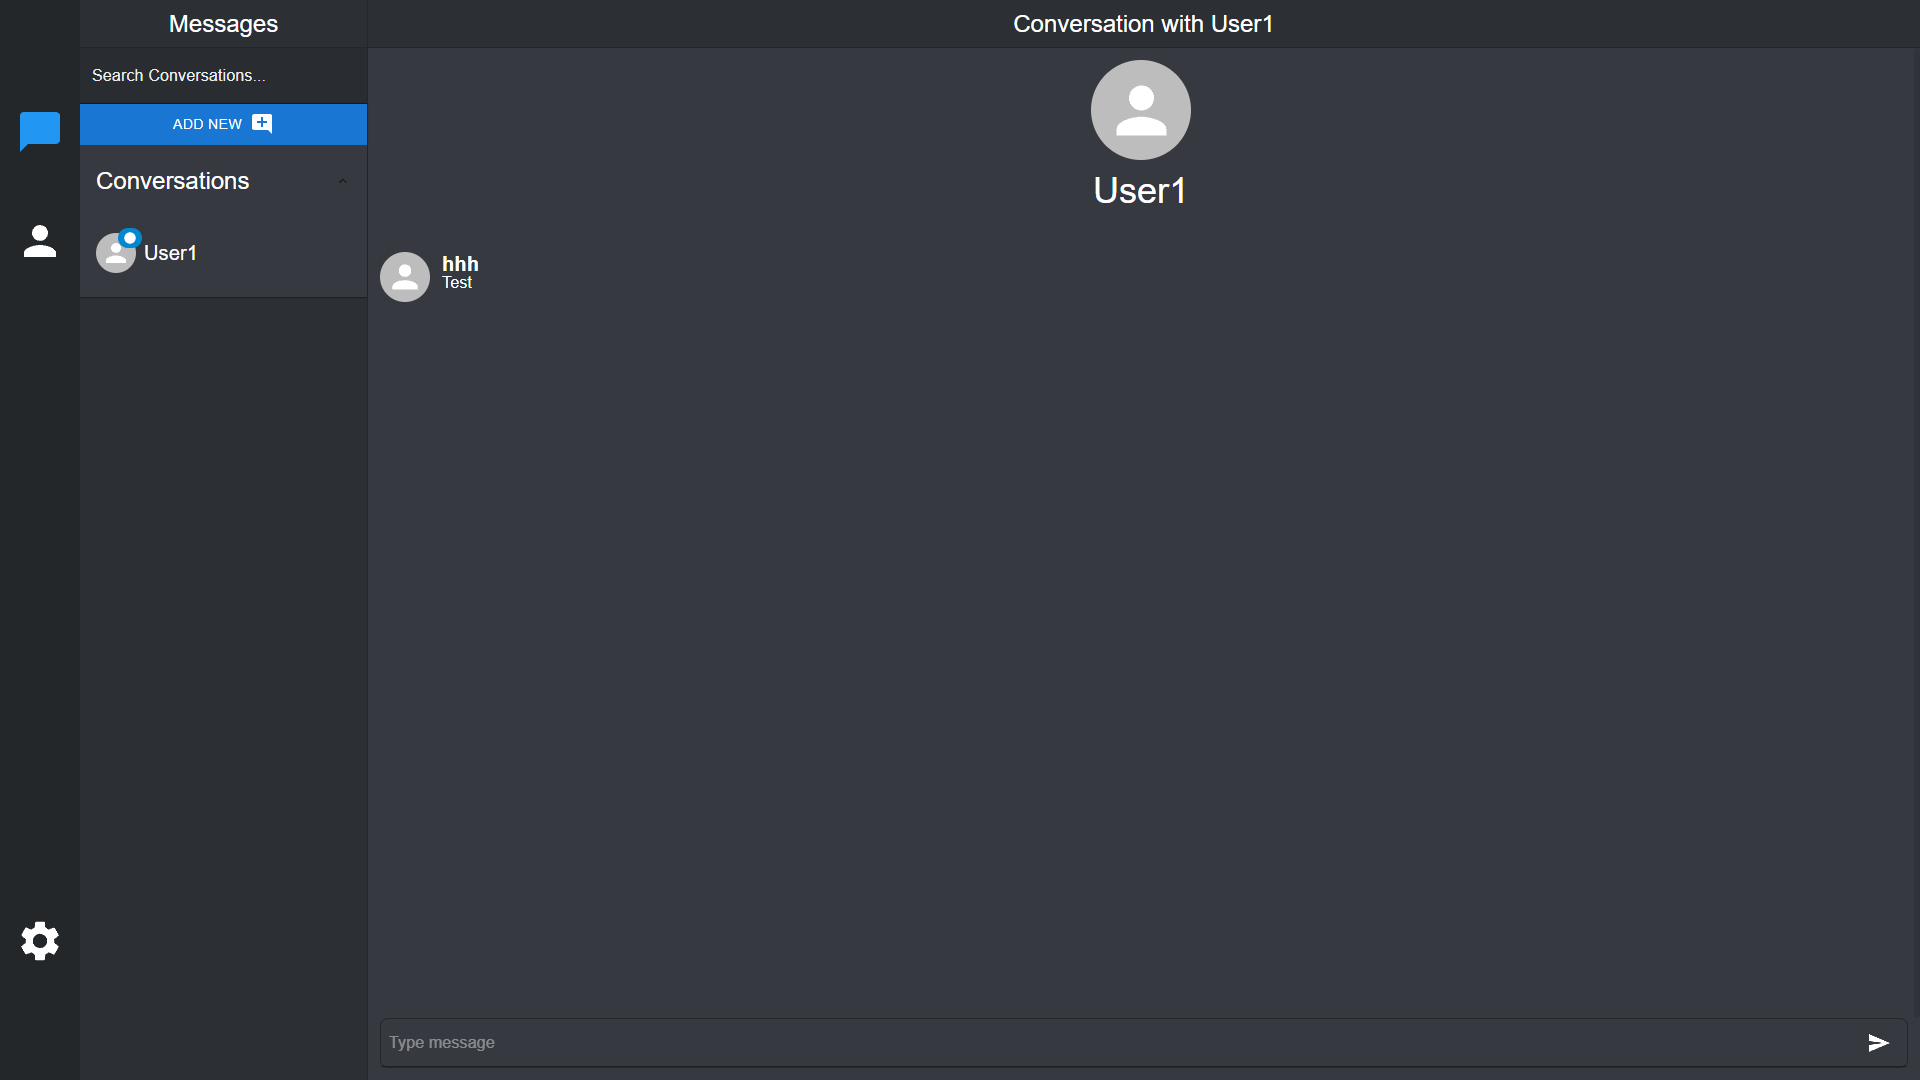 Messages
Conversation with User1
Search Conversations...
ADD NEW
Conversations
User1
User1
hhh
Test
Type message